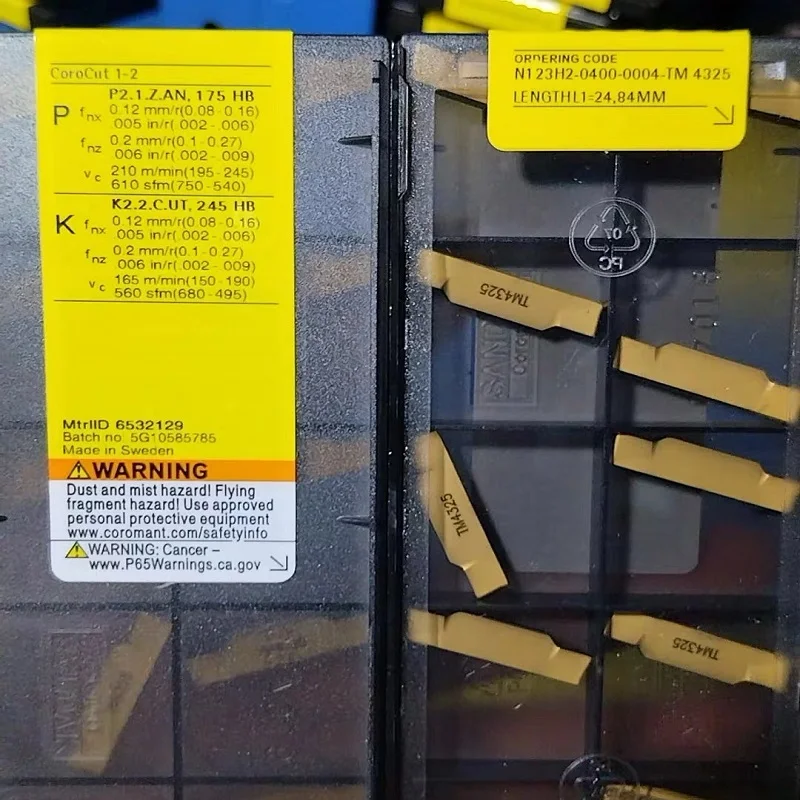 CoroCut 1-2
P2.1.Z.AN, 175 HB
P fnx 0.12 mm/r(0.08-0.16)
.005 in/r(.002-.006)
fnz 0.2 mm/r(0.1-0.27)
006 in/r(.002-.009)
vc 210 m/min(195-245)
610 sfm(750-540)
K2.2.C.UT, 245 HB
K fnx 0.12 mm/r(0.08-0.16)
.005 in/r(.002-.006)
fnz 0.2 mm/r(0.1-0.27)
006 in/r(.002-.009)
vc 165 m/min(150-190)
560 sfm(680-495)
MtrlID 6532129
Batch no: 5G10585785
Made in Sweden
WARNING
Dust and mist hazard! Flying
fragment hazard! Use approved
personal protective equipment
www.coromant.com/safetyinfo
WARNING: Cancer –
www.P65Warnings.ca.gov
ORDERING CODE
N123H2-0400-0004-TM 4325
LENGTHL1=24,84MM
07
PC
TM4325
TM4325
TM4325